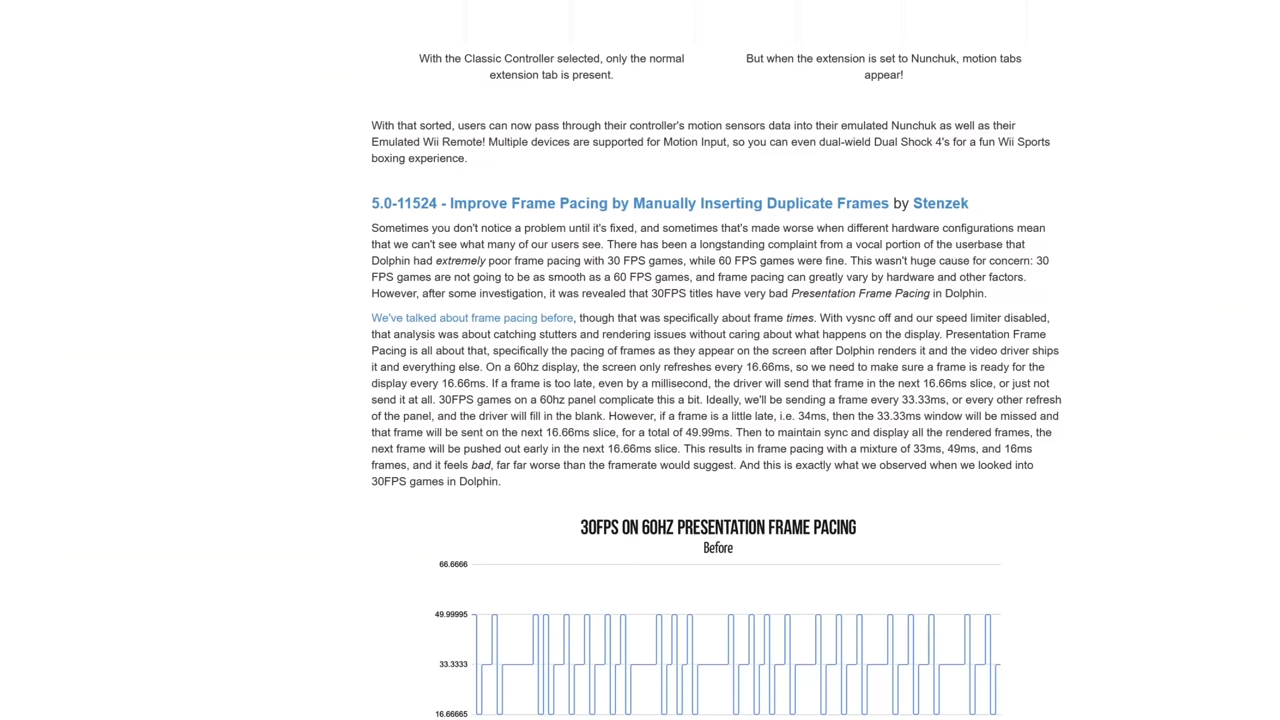 With the Classic Controller selected, only the normal
extension tab is present.
But when the extension is set to Nunchuk, motion tabs
appear!
With that sorted, users can now pass through their controller's motion sensors data into their emulated Nunchuk as well as their
Emulated Wii Remote! Multiple devices are supported for Motion Input, so you can even dual-wield Dual Shock 4's for a fun Wii Sports
boxing experience.
5.0-11524 - Improve Frame Pacing by Manually Inserting Duplicate Frames by Stenzek
Sometimes you don't notice a problem until it's fixed, and sometimes that's made worse when different hardware configurations mean
that we can't see what many of our users see. There has been a longstanding complaint from a vocal portion of the userbase that
Dolphin had extremely poor frame pacing with 30 FPS games, while 60 FPS games were fine. This wasn't huge cause for concern: 30
FPS games are not going to be as smooth as a 60 FPS games, and frame pacing can greatly vary by hardware and other factors.
However, after some investigation, it was revealed that 30FPS titles have very bad Presentation Frame Pacing in Dolphin.
We've talked about frame pacing before, though that was specifically about frame times. With vysnc off and our speed limiter disabled,
that analysis was about catching stutters and rendering issues without caring about what happens on the display. Presentation Frame
Pacing is all about that, specifically the pacing of frames as they appear on the screen after Dolphin renders it and the video driver ships
it and everything else. On a 60hz display, the screen only refreshes every 16.66ms, so we need to make sure a frame is ready for the
display every 16.66ms. If a frame is too late, even by a millisecond, the driver will send that frame in the next 16.66ms slice, or just not
send it at all. 30FPS games on a 60hz panel complicate this a bit. Ideally, we'll be sending a frame every 33.33ms, or every other refresh
of the panel, and the driver will fill in the blank. However, if a frame is a little late, i.e. 34ms, then the 33.33ms window will be missed and
that frame will be sent on the next 16.66ms slice, for a total of 49.99ms. Then to maintain sync and display all the rendered frames, the
next frame will be pushed out early in the next 16.66ms slice. This results in frame pacing with a mixture of 33ms, 49ms, and 16ms
frames, and it feels bad, far far worse than the framerate would suggest. And this is exactly what we observed when we looked into
30FPS games in Dolphin.
30FPS ON 60HZ PRESENTATION FRAME PACING
Before
66.6666
49.99995
33.3333
16.66665